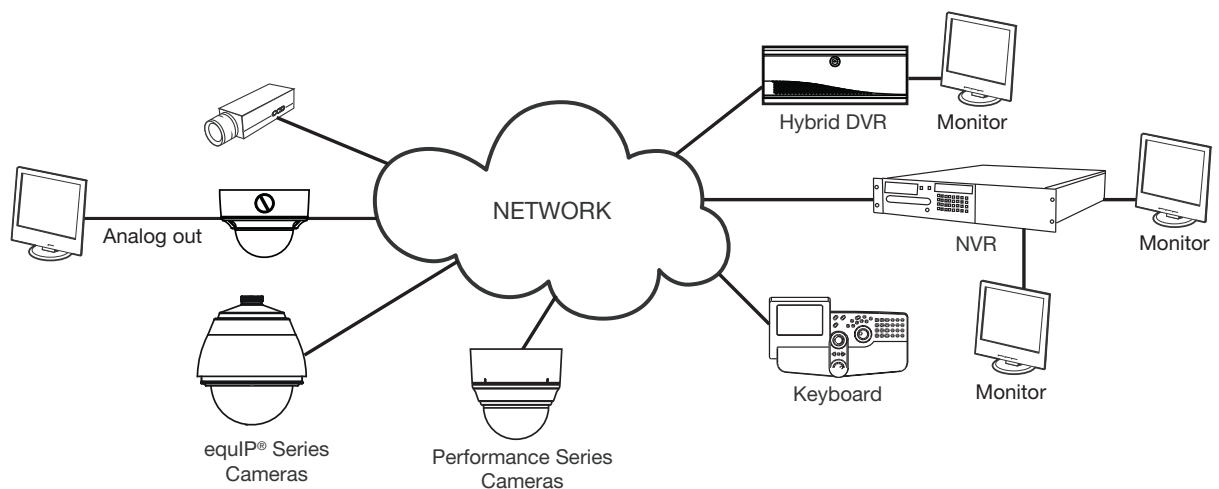 Hybrid DVR
Monitor
NETWORK
Analog out
NVR
Monitor
Keyboard
Monitor
equIP® Series
Cameras
Performance Series
Cameras